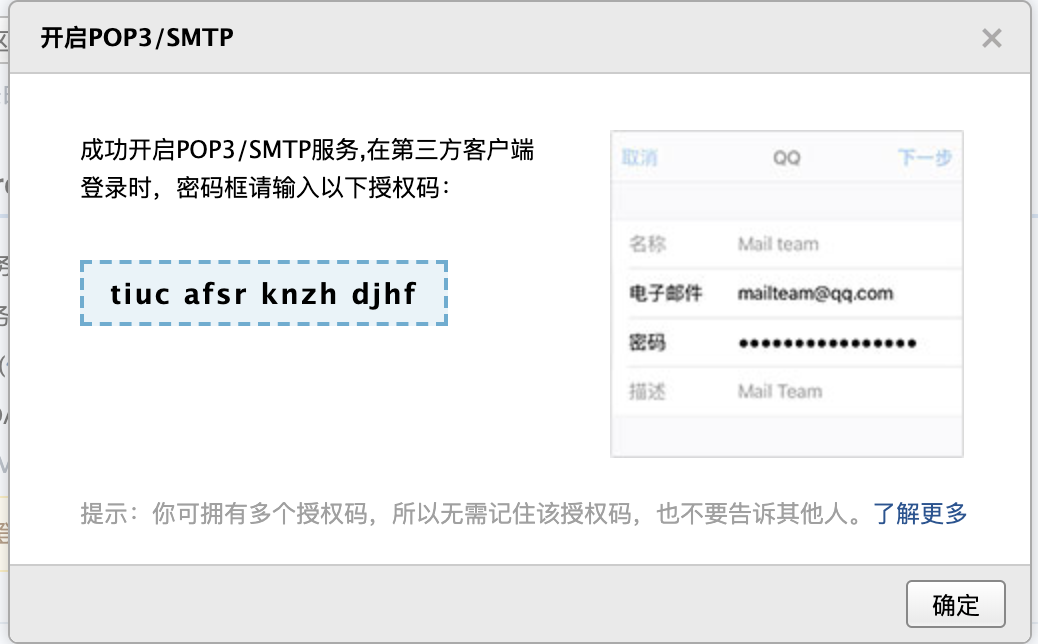 开启POP3/SMTP
成功开启POP3/SMTP服务,在第三方客户端
登录时，密码框请输入以下授权码：
tiuc afsr knzh djhf
取消 QQ 下一步
名称 Mail team
电子邮件 mailteam@qq.com
密码 ••••••••••••••••
描述 Mail Team
提示：你可拥有多个授权码，所以无需记住该授权码，也不要告诉其他人。了解更多
确定